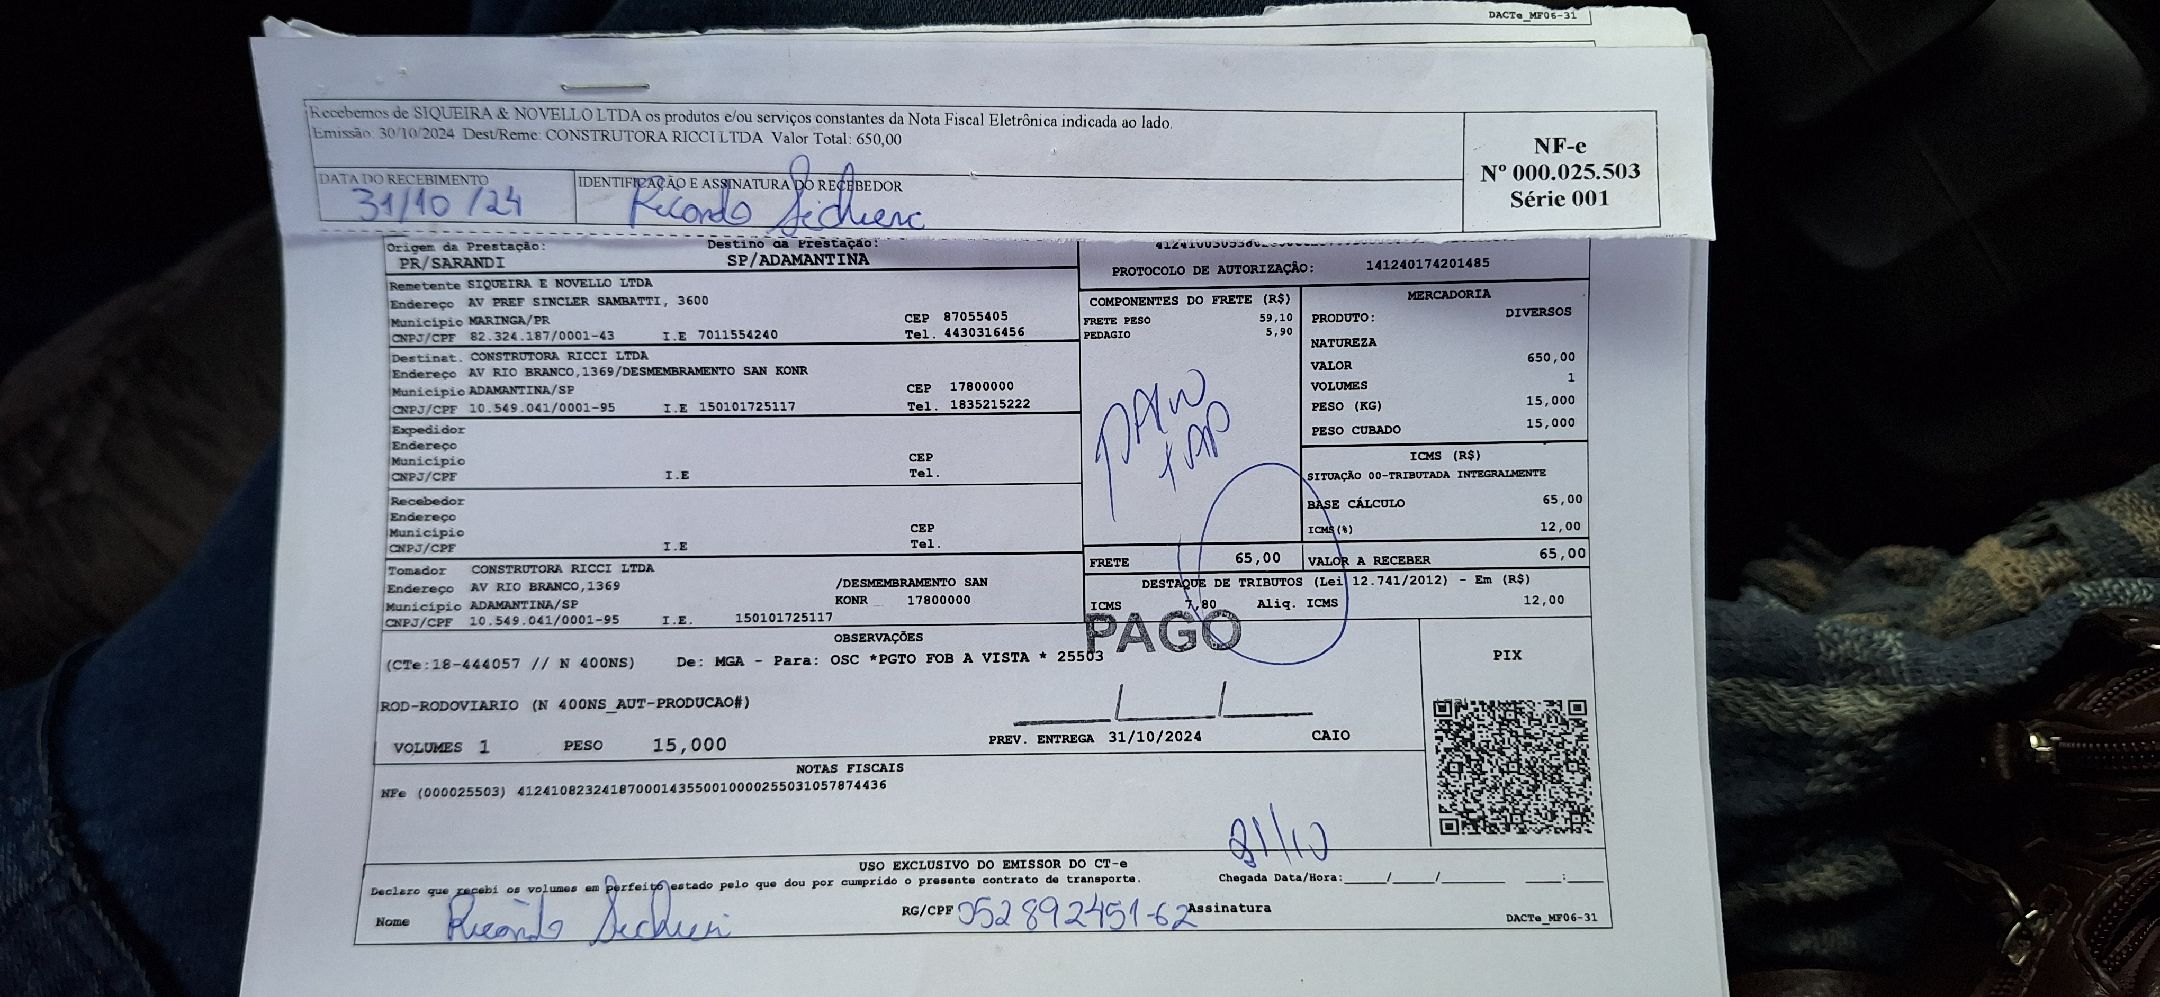 DACTe_MF06-31
Recebemos de SIQUEIRA & NOVELLO LTDA os produtos e/ou serviços constantes da Nota Fiscal Eletrônica indicada ao lado.
Emissão: 30/10/2024 Dest/Reme: CONSTRUTORA RICCI LTDA Valor Total: 650,00
NF-e
Nº 000.025.503
Série 001
DATA DO RECEBIMENTO
31/10/24
IDENTIFICAÇÃO E ASSINATURA DO RECEBEDOR
Ricardo
Origem da Prestação:
PR/SARANDI
Destino da Prestação:
SP/ADAMANTINA
PROTOCOLO DE AUTORIZAÇÃO: 141240174201485
Remetente SIQUEIRA E NOVELLO LTDA
Endereço AV PREF SINCLER SAMBATTI, 3600
Município MARINGA/PR CEP 87055405
CNPJ/CPF 82.324.187/0001-43 I.E 7011554240 Tel. 4430316456
Destinat. CONSTRUTORA RICCI LTDA
Endereço AV RIO BRANCO,1369/DESMEMBRAMENTO SAN KONR
Município ADAMANTINA/SP CEP 17800000
CNPJ/CPF 10.549.041/0001-95 I.E 150101725117 Tel. 1835215222
Expedidor
Endereço
Município CEP
CNPJ/CPF I.E Tel.
Recebedor
Endereço
Município CEP
CNPJ/CPF I.E Tel.
Tomador CONSTRUTORA RICCI LTDA
Endereço AV RIO BRANCO,1369 /DESMEMBRAMENTO SAN
Município ADAMANTINA/SP KONR 17800000
CNPJ/CPF 10.549.041/0001-95 I.E. 150101725117
COMPONENTES DO FRETE (R$)
FRETE PESO 59,10
PEDAGIO 5,90
FRETE 65,00
MERCADORIA
PRODUTO: DIVERSOS
NATUREZA
VALOR 650,00
VOLUMES 1
PESO (KG) 15,000
PESO CUBADO 15,000
ICMS (R$)
SITUAÇÃO 00-TRIBUTADA INTEGRALMENTE
BASE CÁLCULO 65,00
ICMS(%) 12,00
VALOR A RECEBER 65,00
DESTAQUE DE TRIBUTOS (Lei 12.741/2012) - Em (R$)
ICMS 7,80 Aliq. ICMS 12,00
PAGO
OBSERVAÇÕES
(CTe:18-444057 // N 400NS) De: MGA - Para: OSC *PGTO FOB A VISTA * 25503
ROD-RODOVIARIO (N 400NS_AUT-PRODUCAO#)
VOLUMES 1 PESO 15,000
PREV. ENTREGA 31/10/2024 CAIO
PIX
NOTAS FISCAIS
NFe (000025503) 41241082324187000143550010000255031057874436
31/10
USO EXCLUSIVO DO EMISSOR DO CT-e
Declaro que recebi os volumes em perfeito estado pelo que dou por cumprido o presente contrato de transporte.
Chegada Data/Hora:____/____/______ ____:____
Nome Ricardo
RG/CPF 052892451-62 Assinatura
DACTe_MF06-31